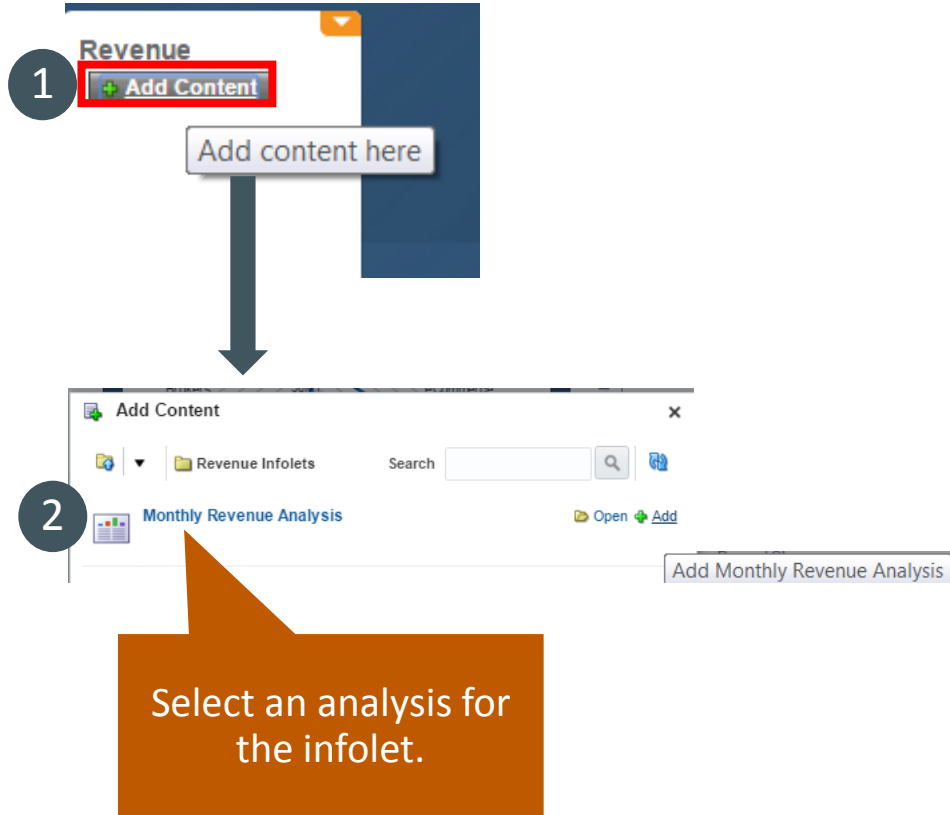 Revenue
1
Add Content
Add content here
Add Content
Revenue Infolets Search
2
Monthly Revenue Analysis Open Add
Add Monthly Revenue Analysis
Select an analysis for
the infolet.